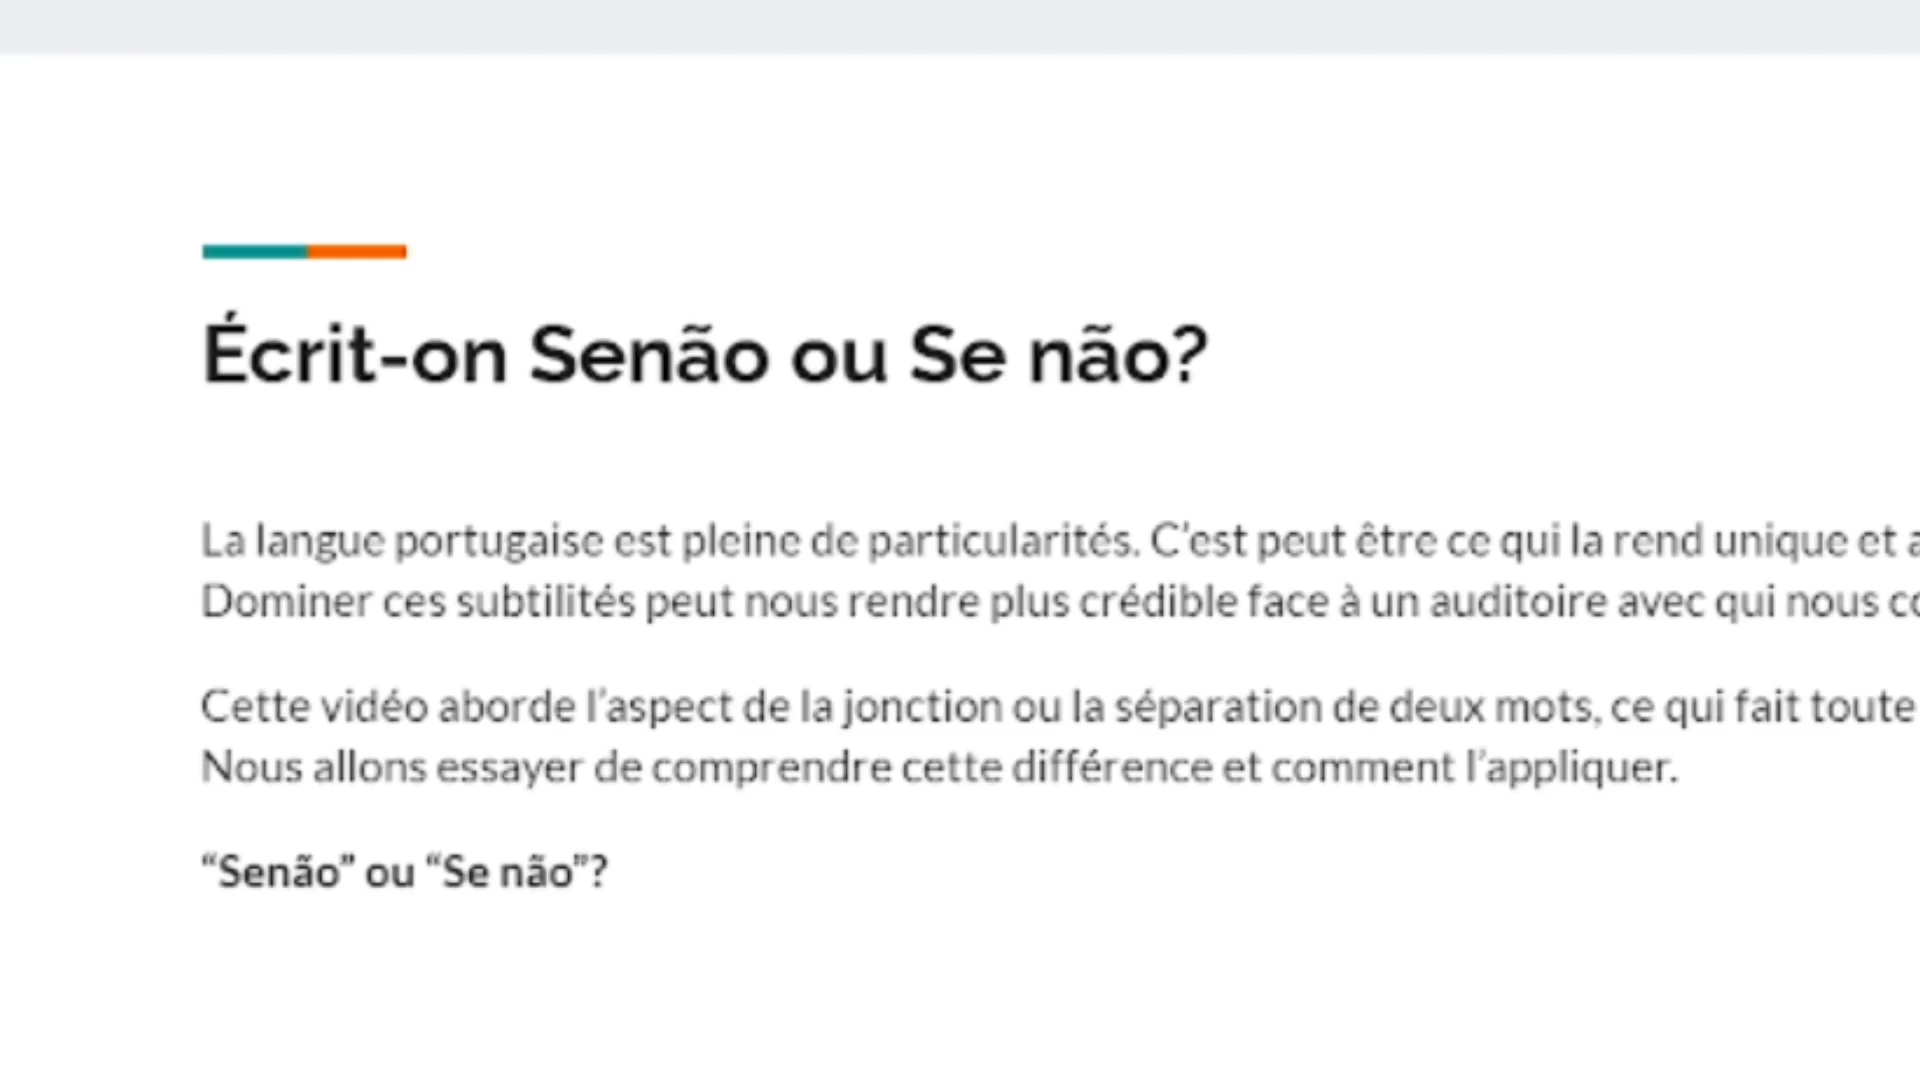 Écrit-on Senão ou Se não?
La langue portugaise est pleine de particularités. C’est peut être ce qui la rend unique et
Dominer ces subtilités peut nous rendre plus crédible face à un auditoire avec qui nous
Cette vidéo aborde l’aspect de la jonction ou la séparation de deux mots, ce qui fait toute
Nous allons essayer de comprendre cette différence et comment l’appliquer.
“Senão” ou “Se não”?